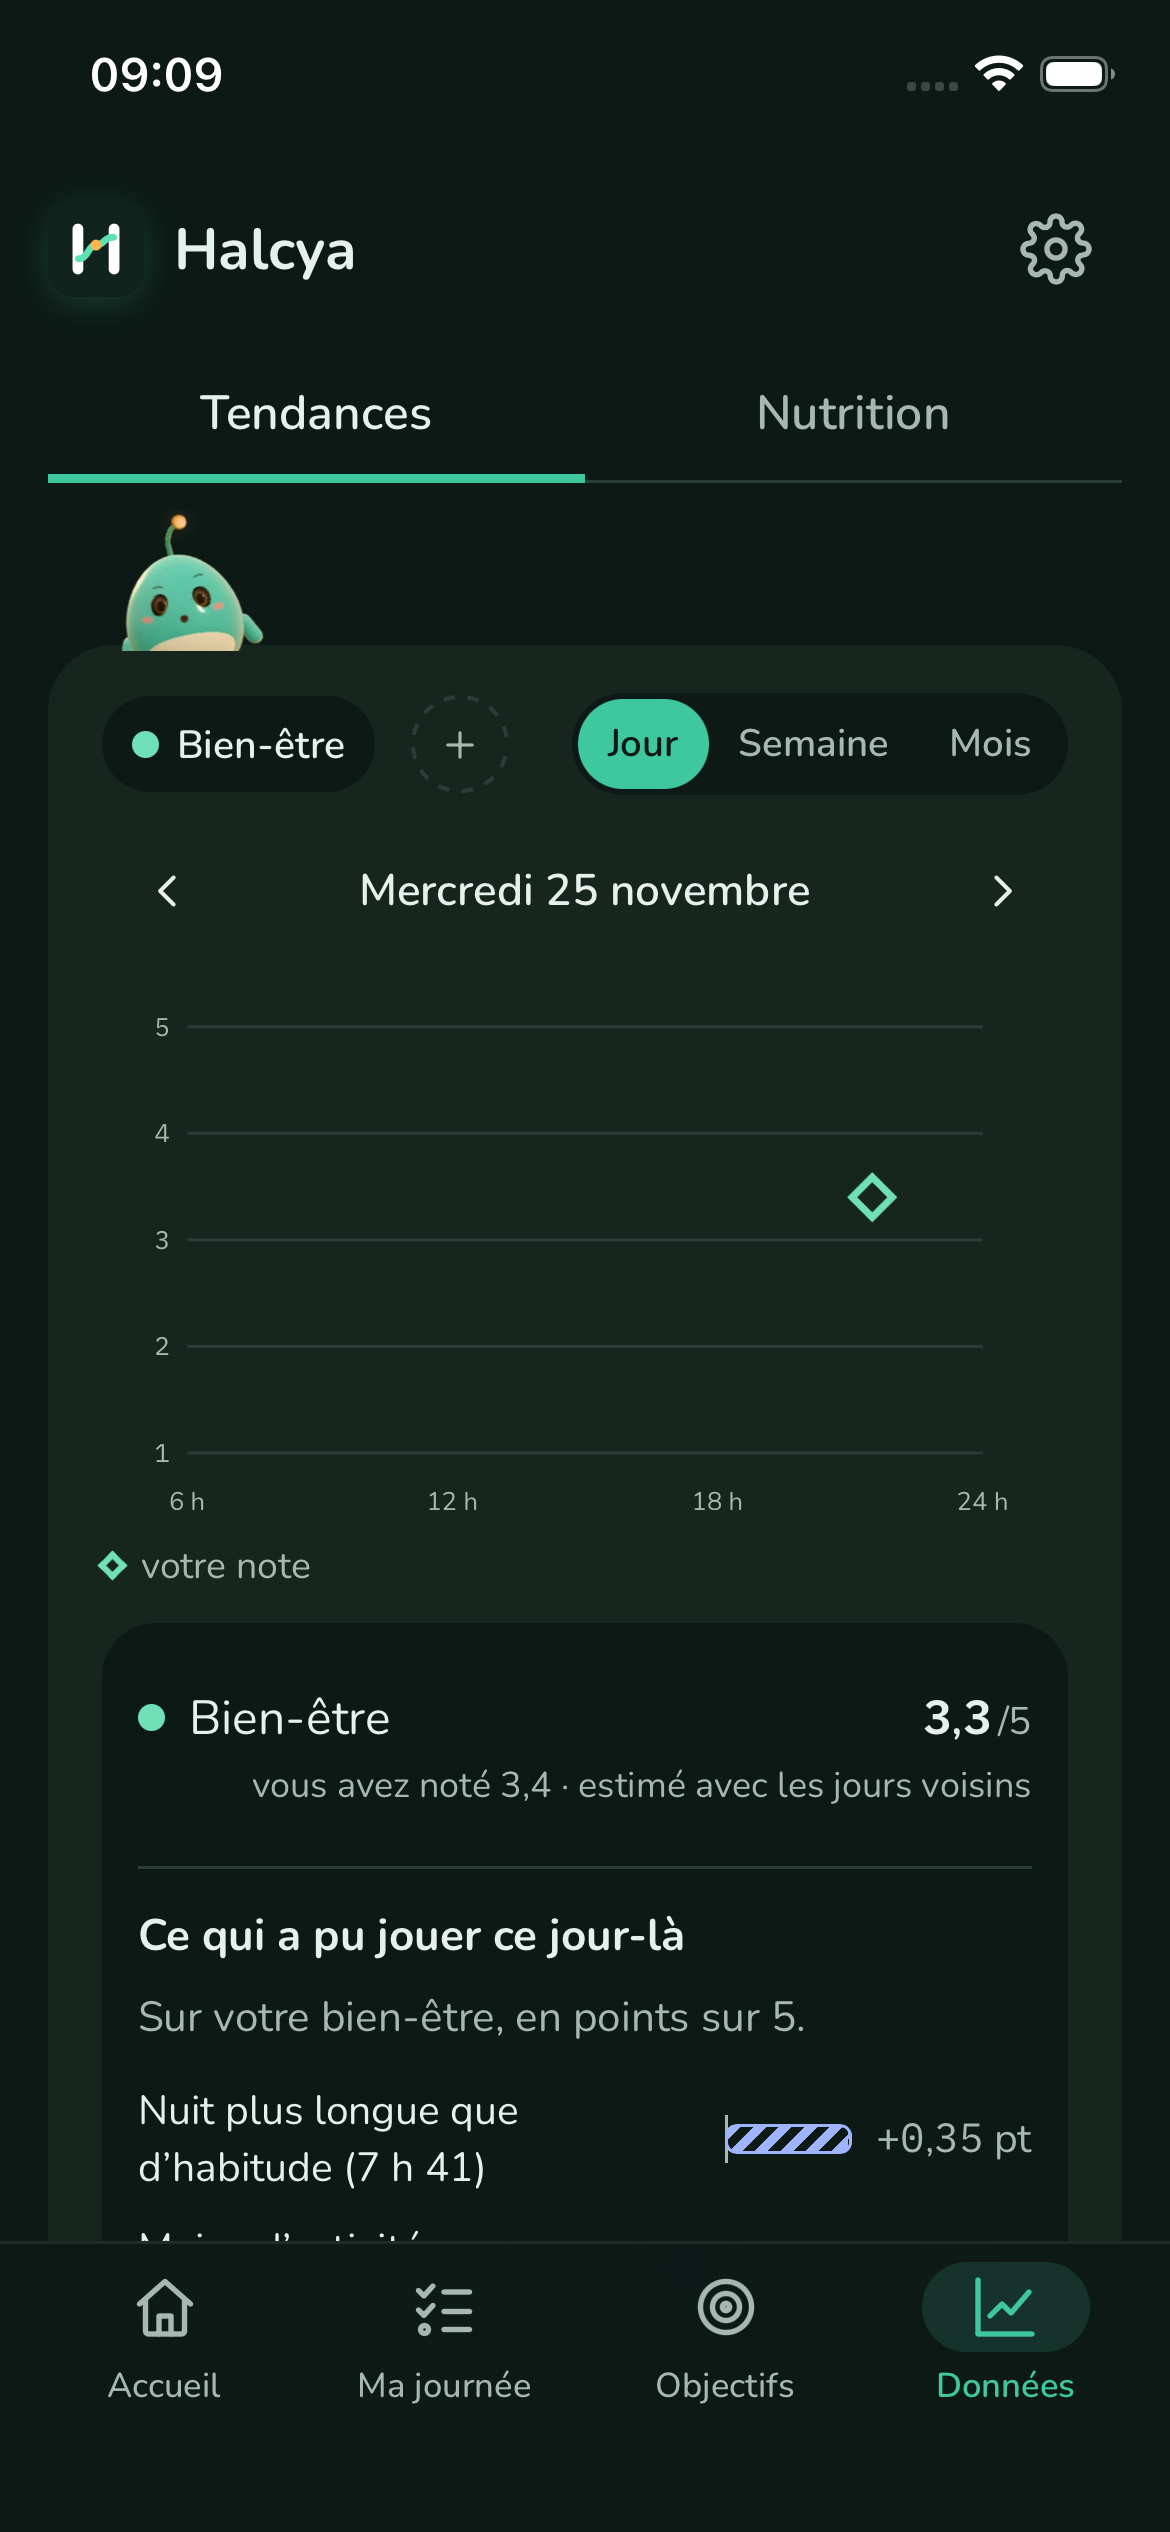 09:09
Halcya
Tendances
Nutrition
Bien-être
+
Jour
Semaine
Mois
Mercredi 25 novembre
5
4
3
2
1
6 h
12 h
18 h
24 h
votre note
Bien-être
3,3 /5
vous avez noté 3,4 · estimé avec les jours voisins
Ce qui a pu jouer ce jour-là
Sur votre bien-être, en points sur 5.
Nuit plus longue que
d’habitude (7 h 41)
+0,35 pt
Accueil
Ma journée
Objectifs
Données